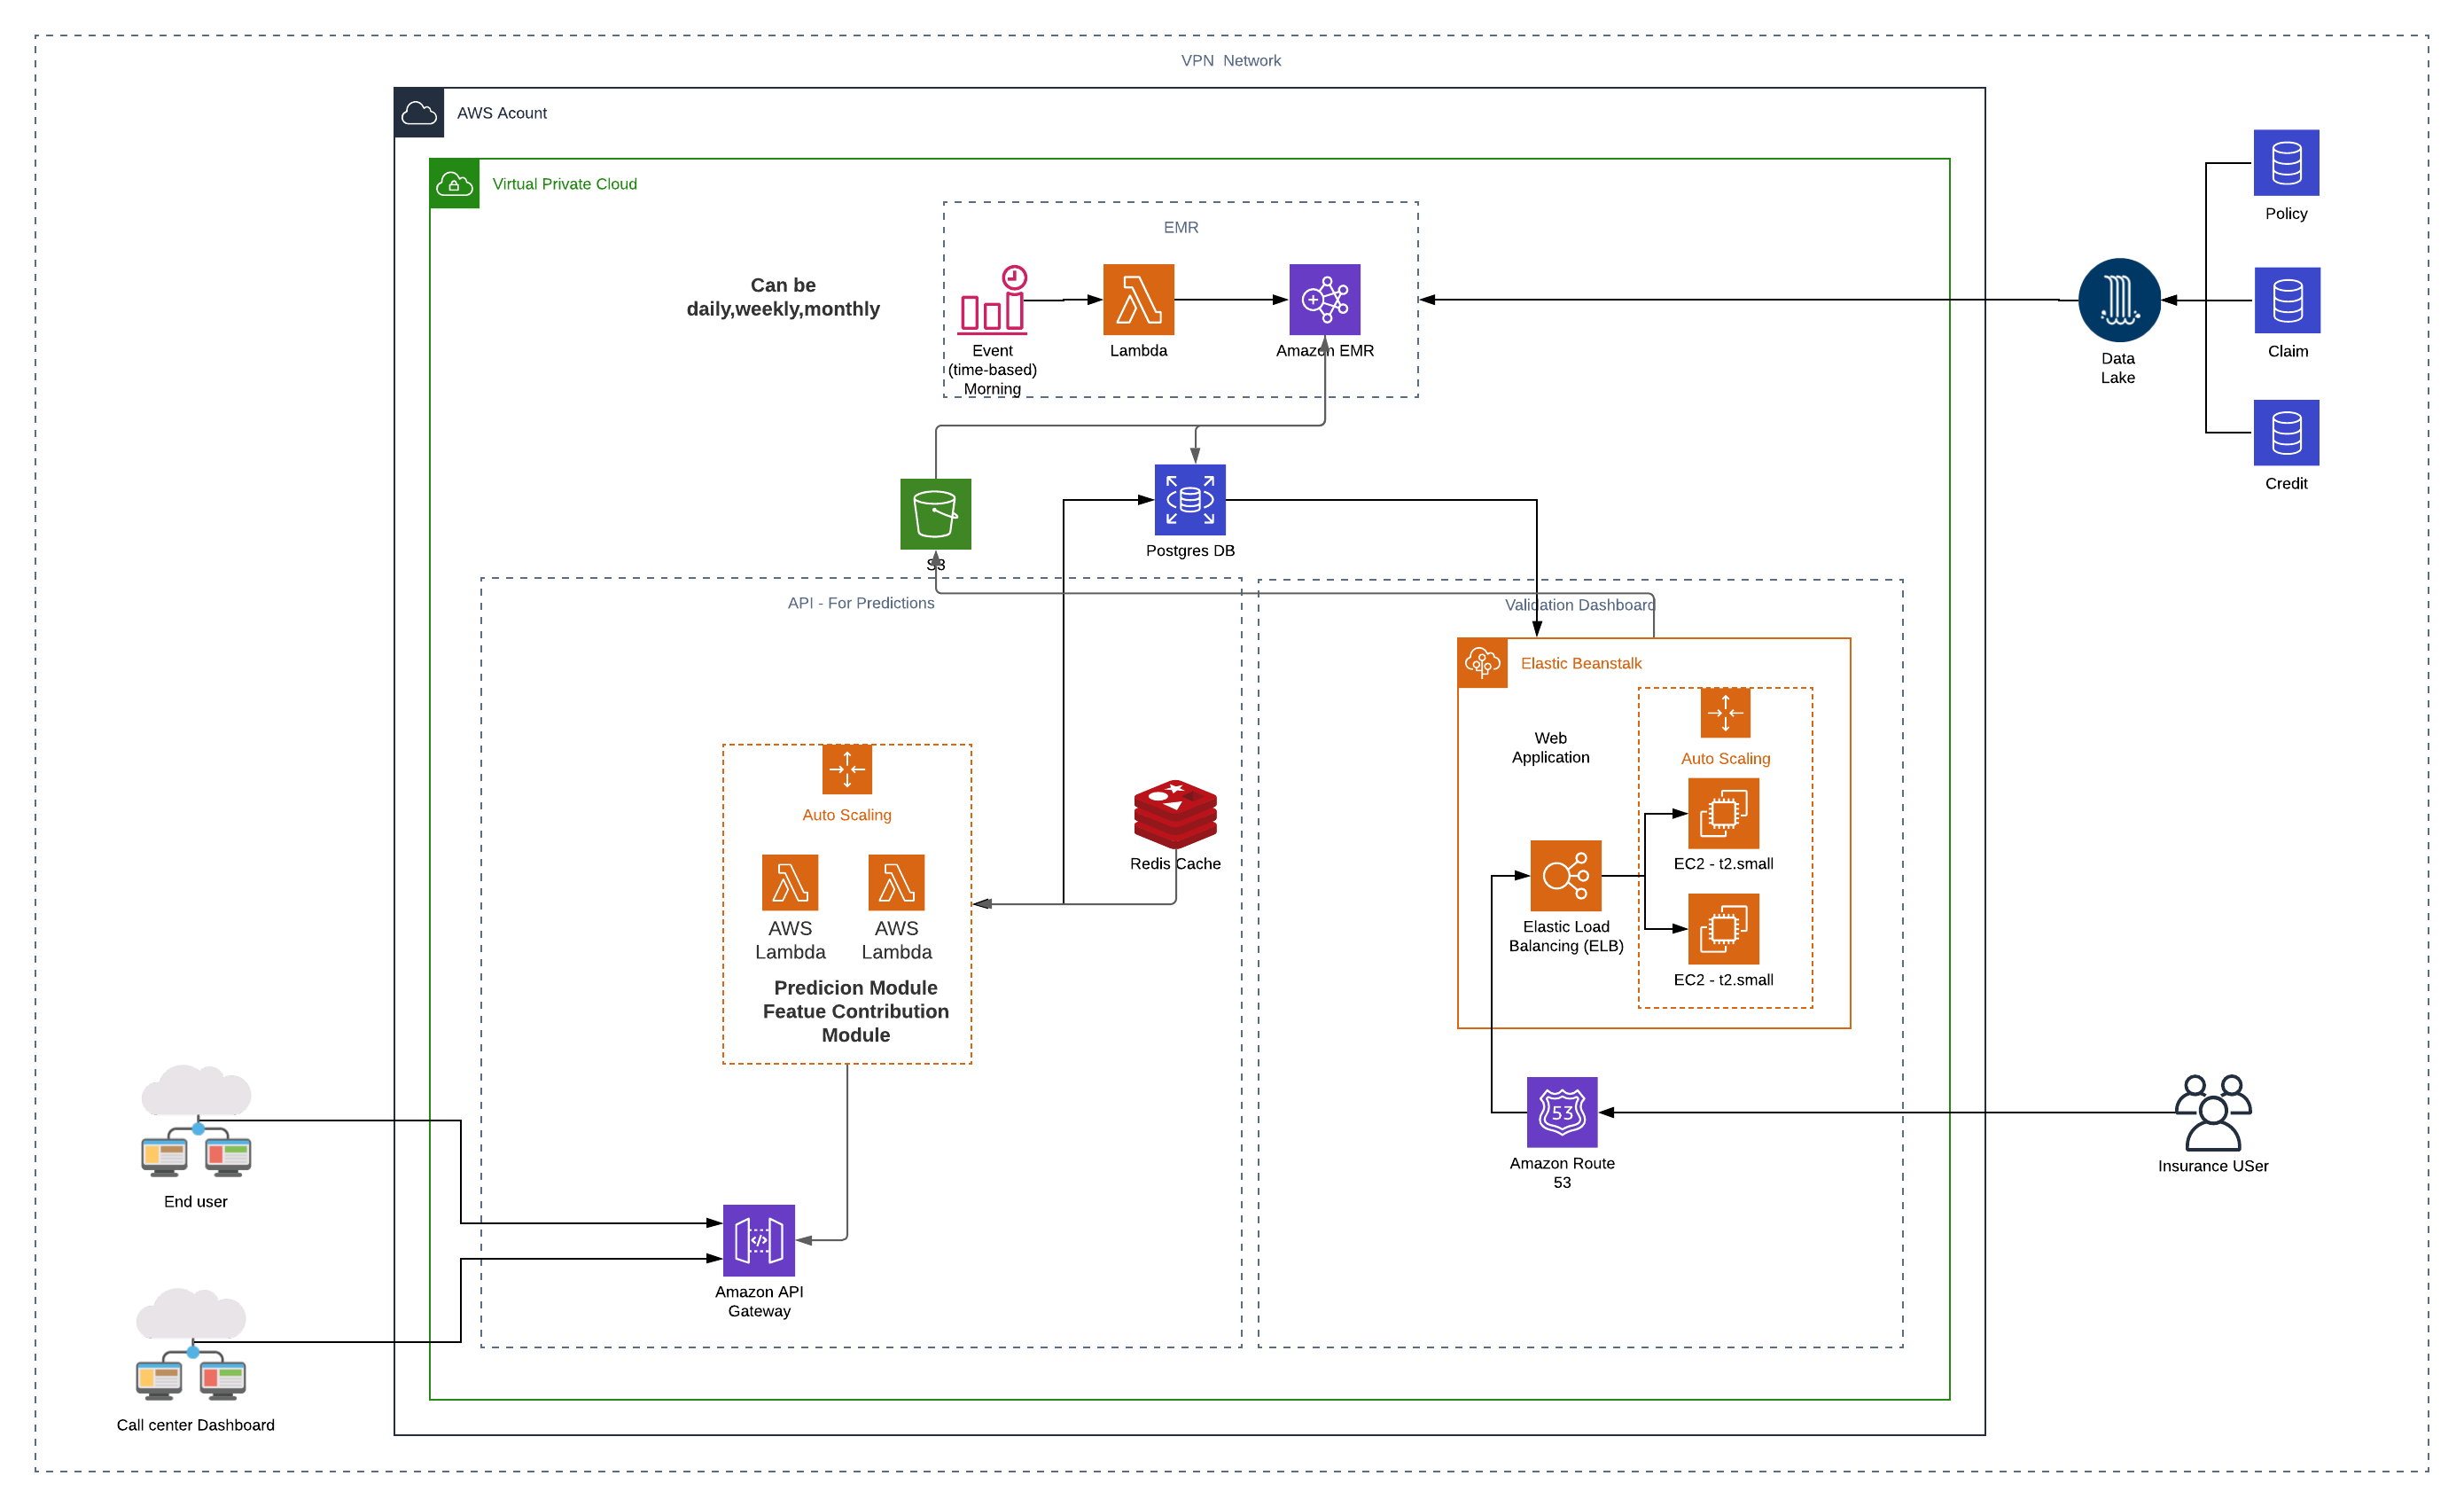 VPN  Network
AWS Acount
Virtual Private Cloud
EMR
Can be
daily,weekly,monthly
Event
(time-based)
Morning
Lambda
Amazon EMR
Data
Lake
Policy
Claim
Credit
S3
Postgres DB
API - For Predictions
Validation Dashboard
Elastic Beanstalk
Web
Application
Auto Scaling
EC2 - t2.small
EC2 - t2.small
Elastic Load
Balancing (ELB)
Auto Scaling
AWS
Lambda
AWS
Lambda
Predicion Module
Featue Contribution
Module
Redis Cache
53
Amazon Route
53
Insurance USer
End user
Amazon API
Gateway
Call center Dashboard